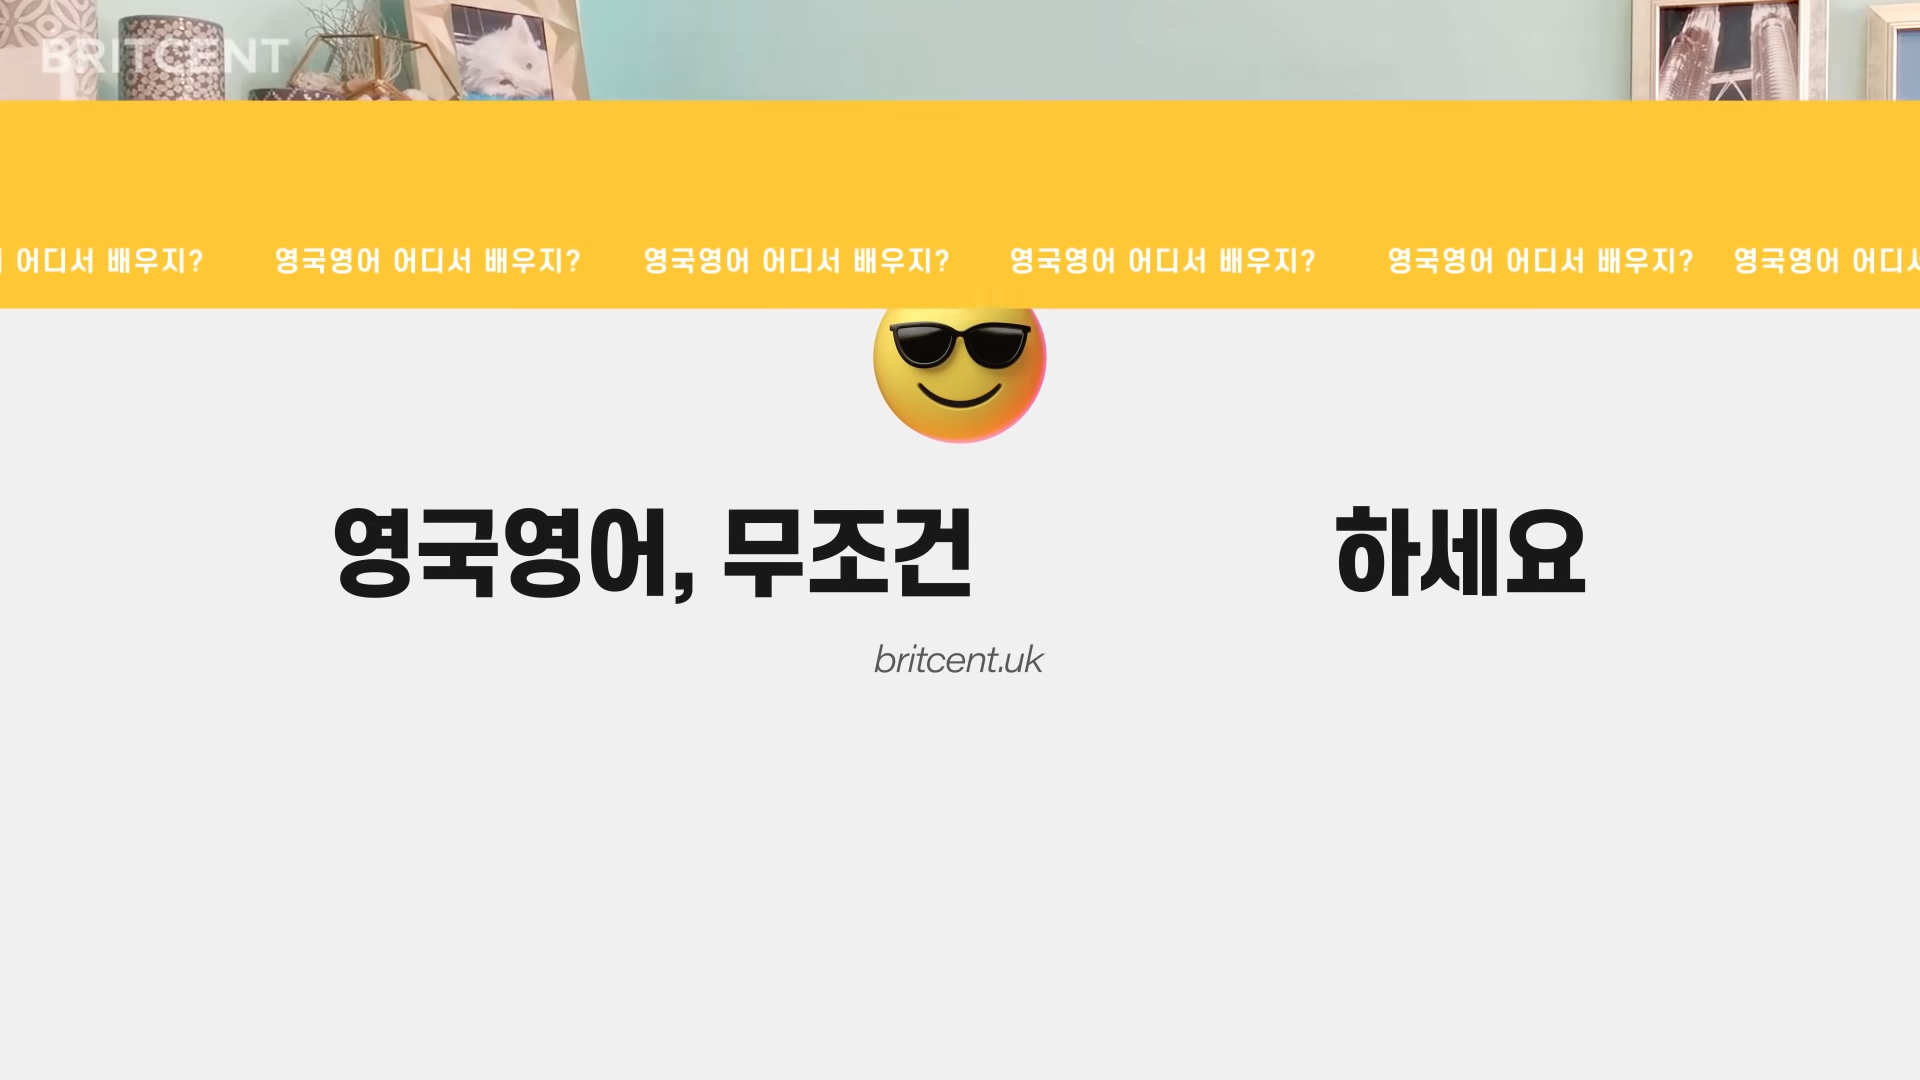 BRITCENT
어디서 배우지? 영국영어 어디서 배우지? 영국영어 어디서 배우지? 영국영어 어디서 배우지? 영국영어 어디서 배우지? 영국영어
영국영어, 무조건 하세요
britcent.uk